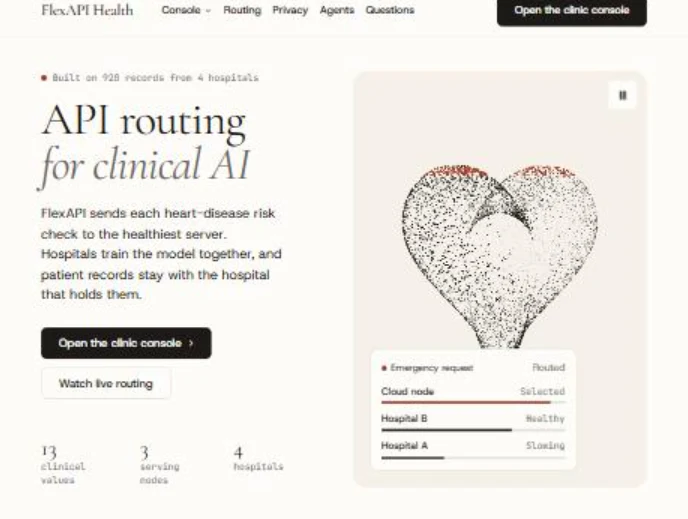 FlexAPI Health
Console Routing Privacy Agents Questions
Open the clinic console
Built on 920 records from 4 hospitals
API routing
for clinical AI
FlexAPI sends each heart-disease risk
check to the healthiest server.
Hospitals train the model together, and
patient records stay with the hospital
that holds them.
Open the clinic console ›
Watch live routing
13
clinical
values
3
serving
nodes
4
hospitals
Emergency request Routed
Cloud node Selected
Hospital B Healthy
Hospital A Slowing